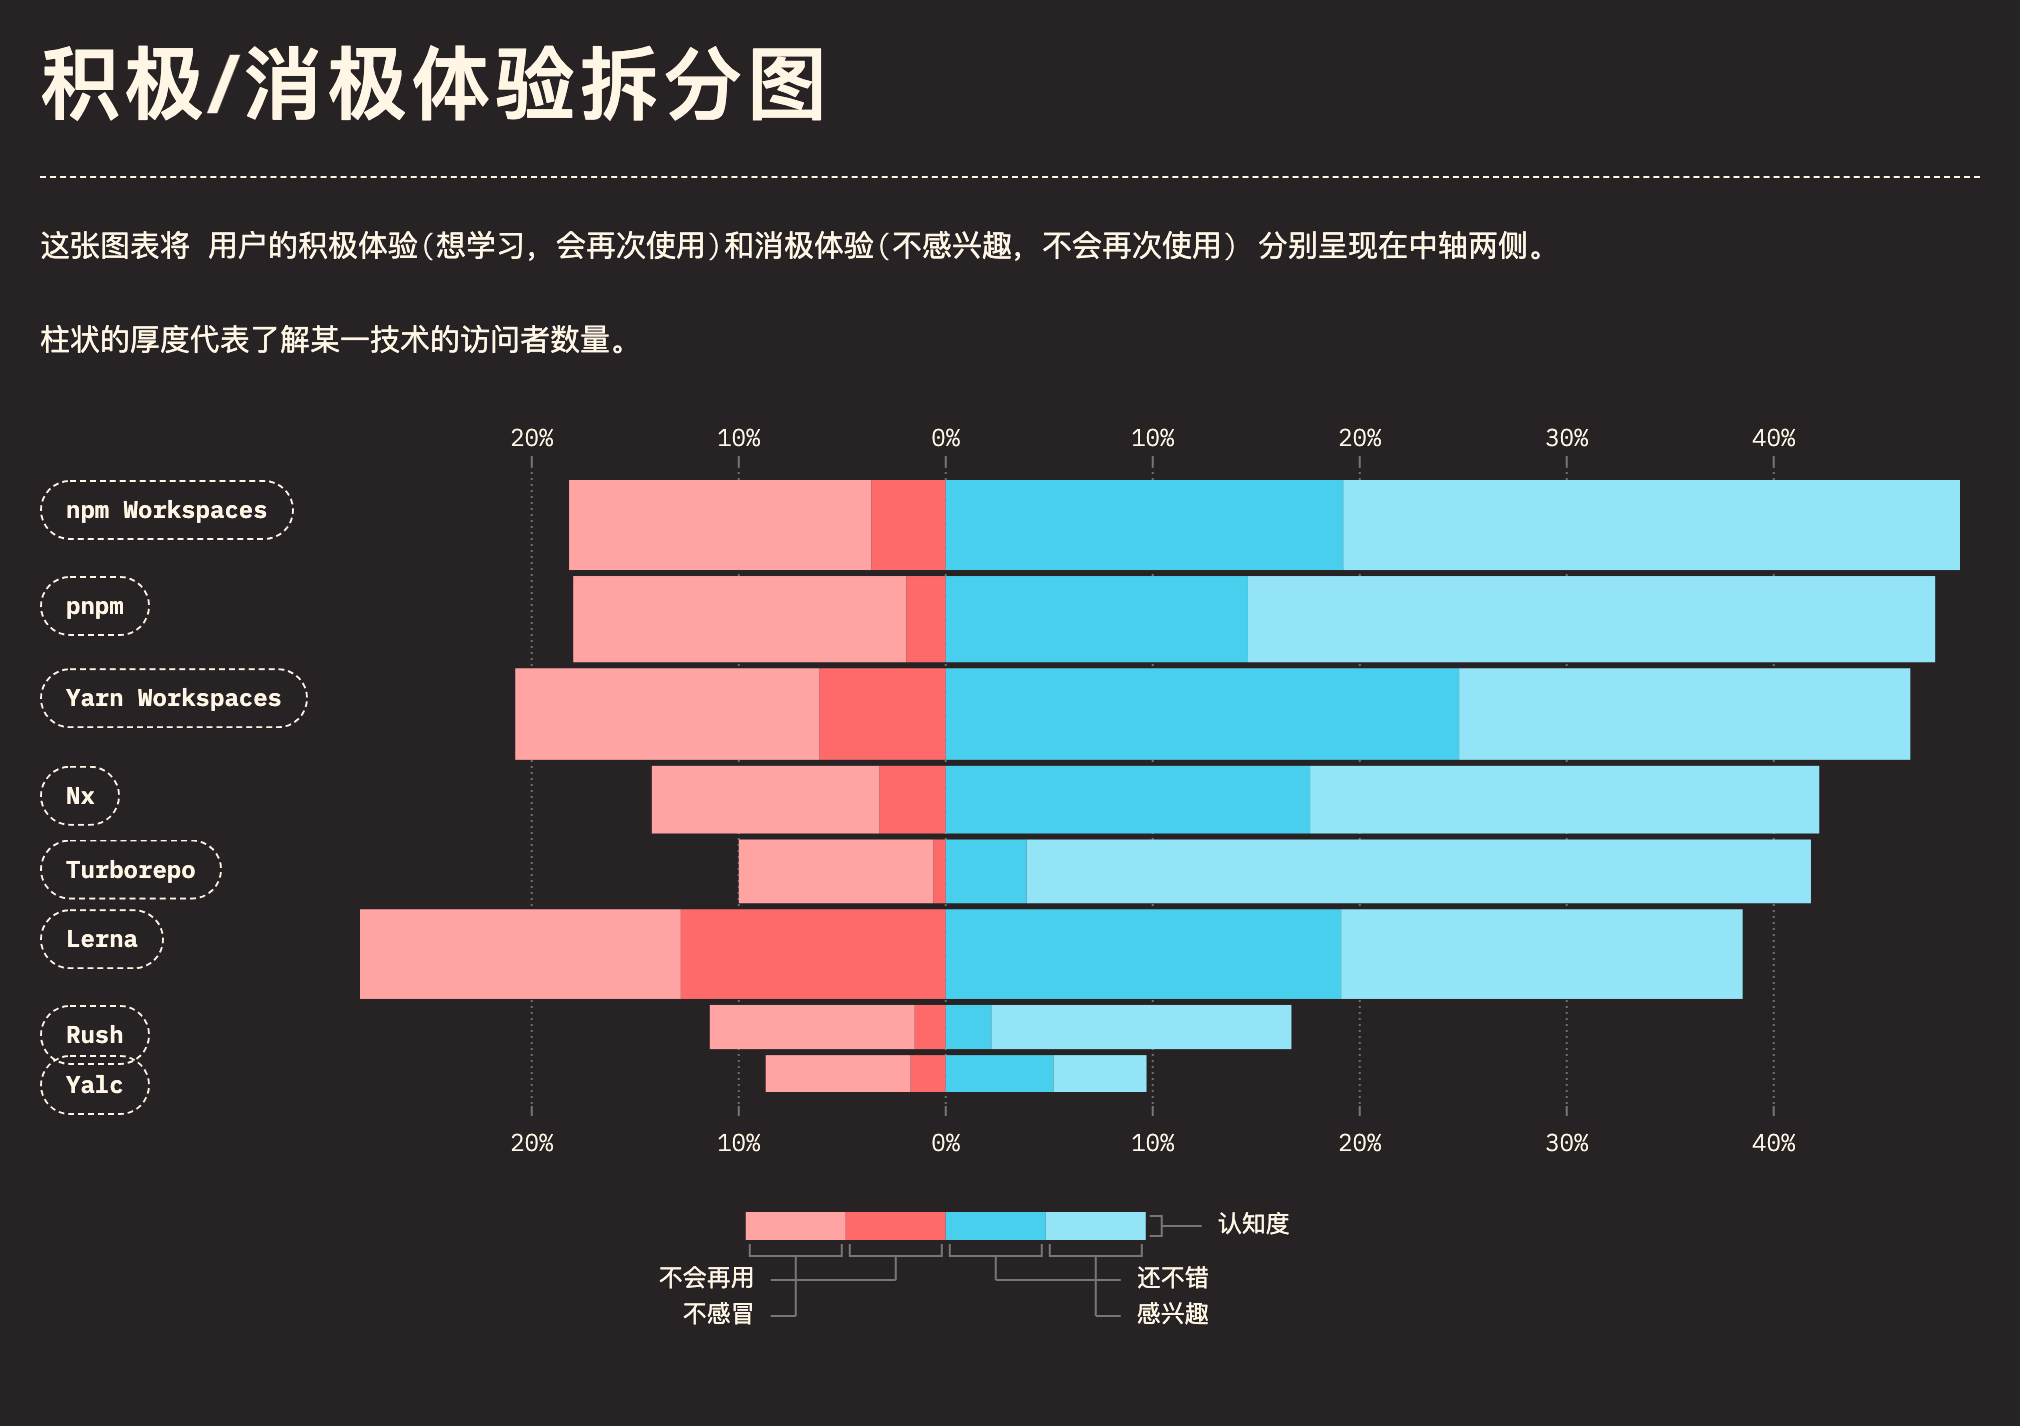 积极/消极体验拆分图
这张图表将 用户的积极体验(想学习, 会再次使用)和消极体验(不感兴趣, 不会再次使用) 分别呈现在中轴两侧。
柱状的厚度代表了解某一技术的访问者数量。
20% 10% 0% 10% 20% 30% 40%
npm Workspaces
pnpm
Yarn Workspaces
Nx
Turborepo
Lerna
Rush
Yalc
20% 10% 0% 10% 20% 30% 40%
认知度
不会再用 还不错
不感冒 感兴趣